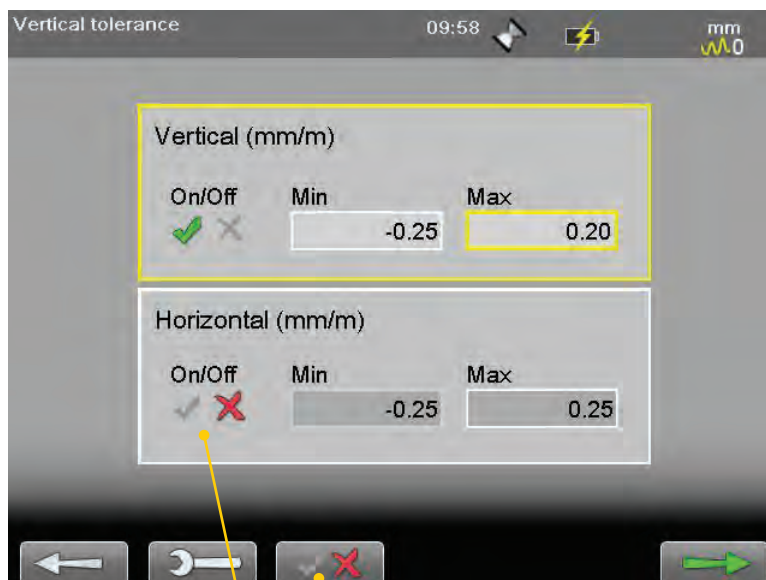 Vertical tolerance 09:58 mm
0
Vertical (mm/m)
On/Off Min Max
-0.25 0.20
Horizontal (mm/m)
On/Off Min Max
-0.25 0.25